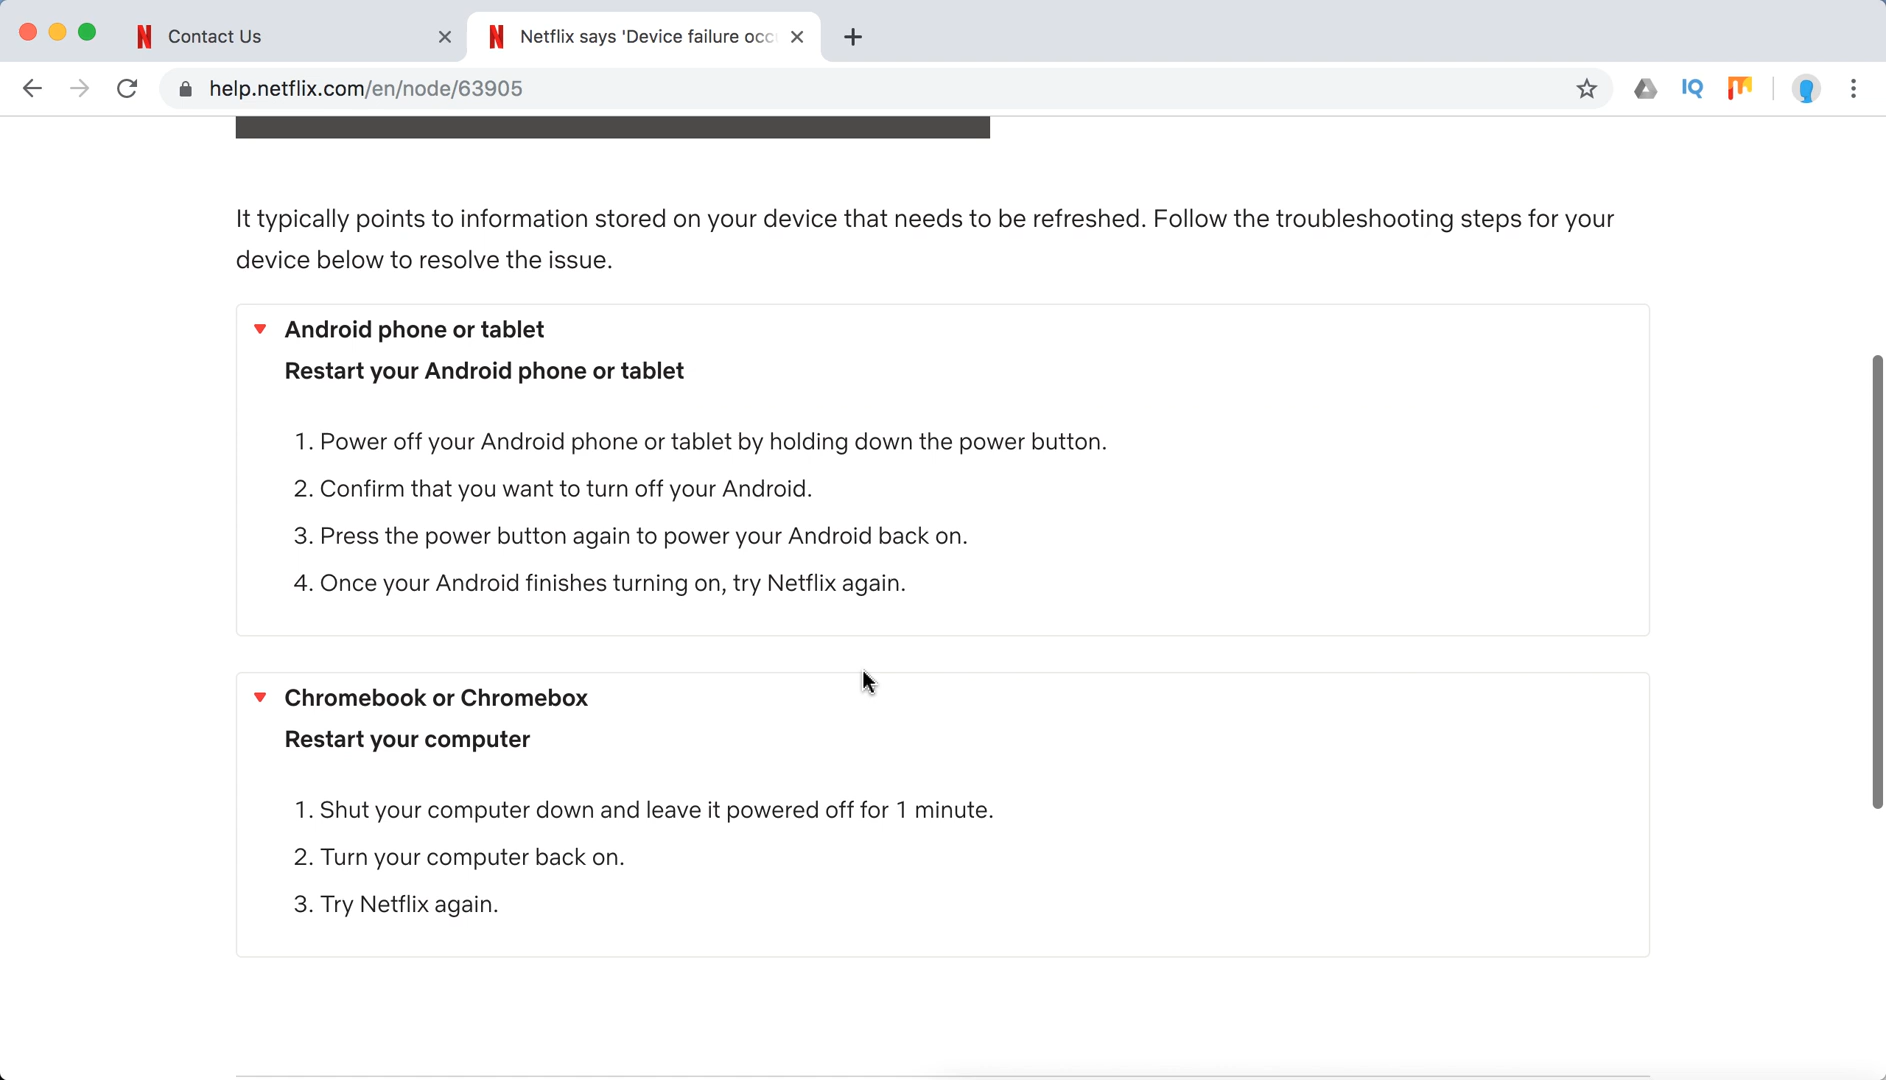 Contact Us
Netflix says 'Device failure occ
help.netflix.com/en/node/63905
IQ
It typically points to information stored on your device that needs to be refreshed. Follow the troubleshooting steps for your
device below to resolve the issue.
Android phone or tablet
Restart your Android phone or tablet
1. Power off your Android phone or tablet by holding down the power button.
2. Confirm that you want to turn off your Android.
3. Press the power button again to power your Android back on.
4. Once your Android finishes turning on, try Netflix again.
Chromebook or Chromebox
Restart your computer
1. Shut your computer down and leave it powered off for 1 minute.
2. Turn your computer back on.
3. Try Netflix again.